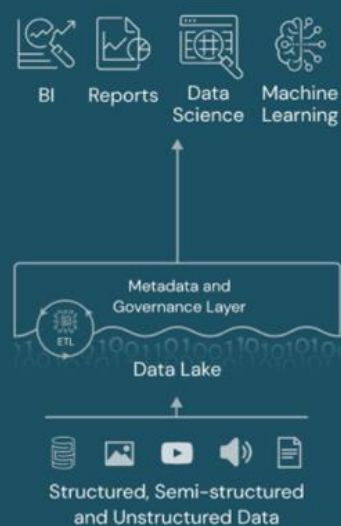 BI
Reports
Data
Science
Machine
Learning
Metadata and
Governance Layer
ETL
Data Lake
Structured, Semi-structured
and Unstructured Data